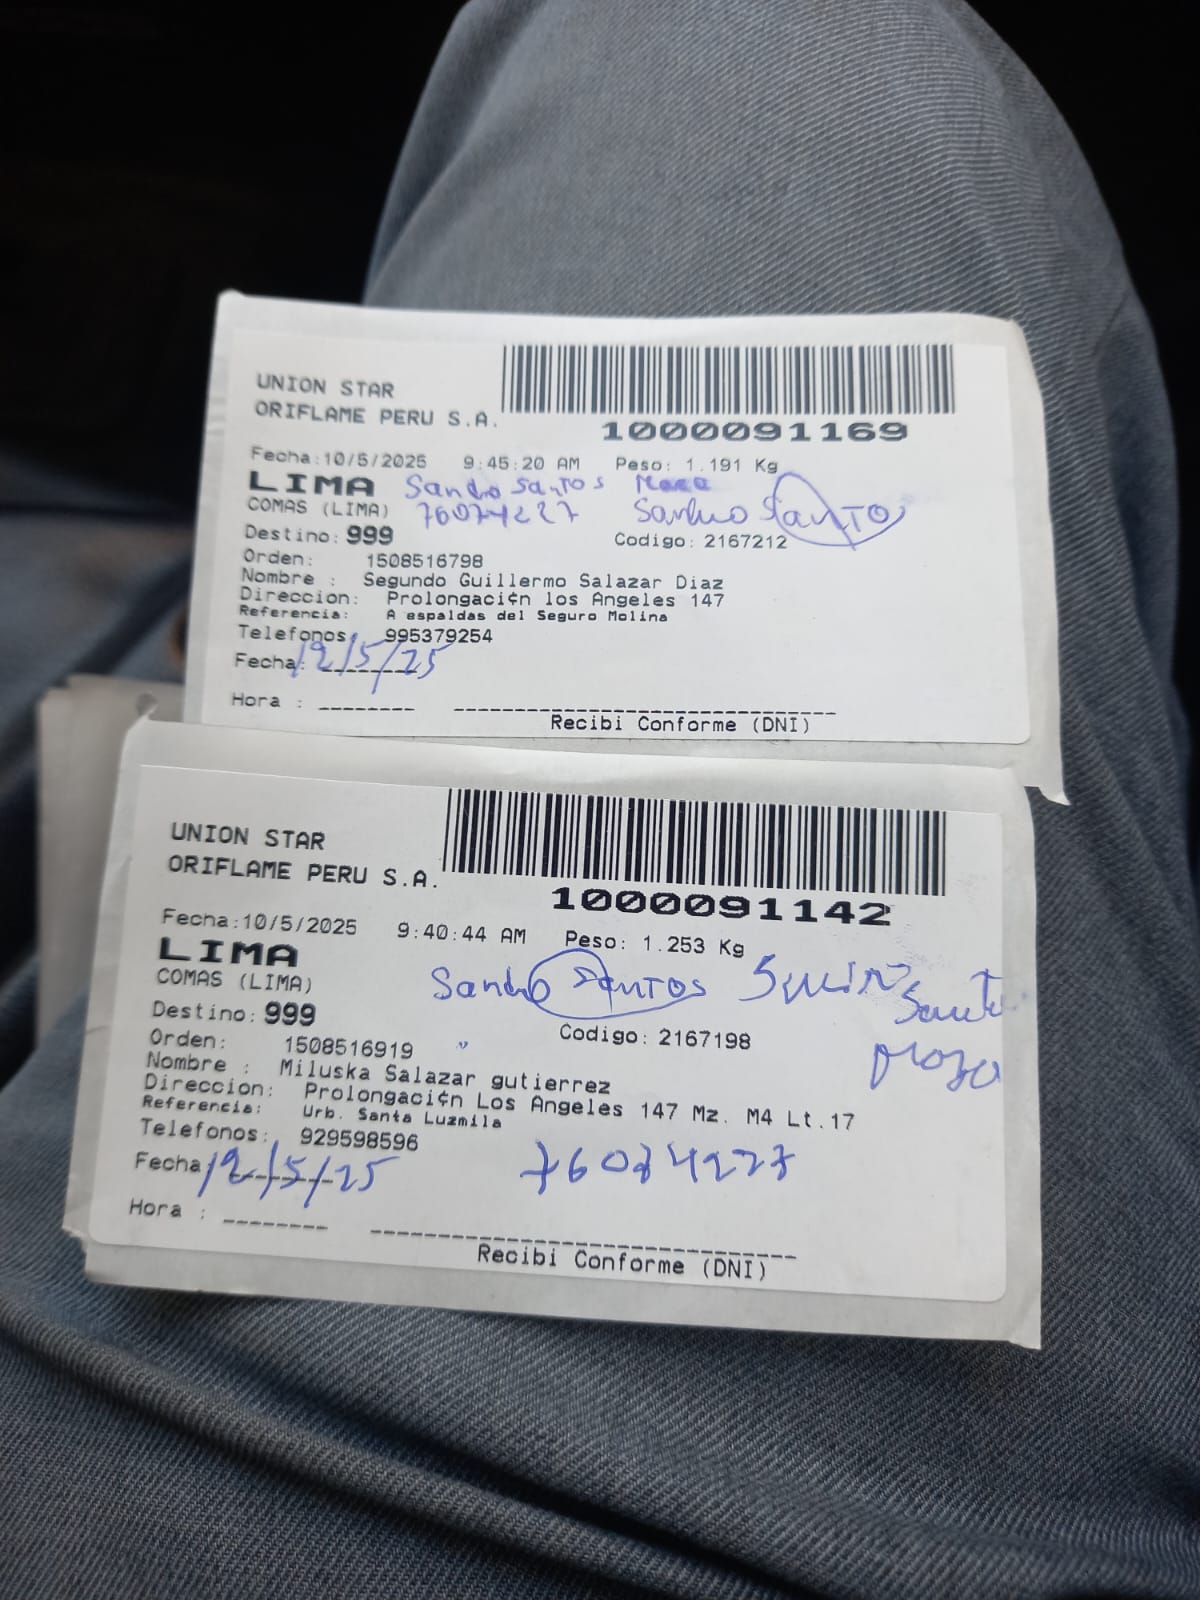 UNION STAR
ORIFLAME PERU S.A.
1000091169
Fecha:10/5/2025 9:45:20 AM Peso: 1.191 Kg
LIMA Sandro Santos
COMAS (LIMA) 76074227 Sandro Santos
Destino: 999 Codigo: 2167212
Orden: 1508516798
Nombre : Segundo Guillermo Salazar Diaz
Direccion: Prolongaci¢n los Angeles 147
Referencia: A espaldas del Seguro Molina
Telefonos: 995379254
Fecha: 12/5/25
Hora : ________
Recibi Conforme (DNI)
UNION STAR
ORIFLAME PERU S.A.
1000091142
Fecha:10/5/2025 9:40:44 AM Peso: 1.253 Kg
LIMA
COMAS (LIMA) Sandro Santos
Destino: 999 Codigo: 2167198
Orden: 1508516919 "
Nombre : Miluska Salazar gutierrez
Direccion: Prolongaci¢n Los Angeles 147 Mz. M4 Lt.17
Referencia: Urb. Santa Luzmila
Telefonos: 929598596
Fecha: 12/5/25 76074227
Hora : ________
Recibi Conforme (DNI)